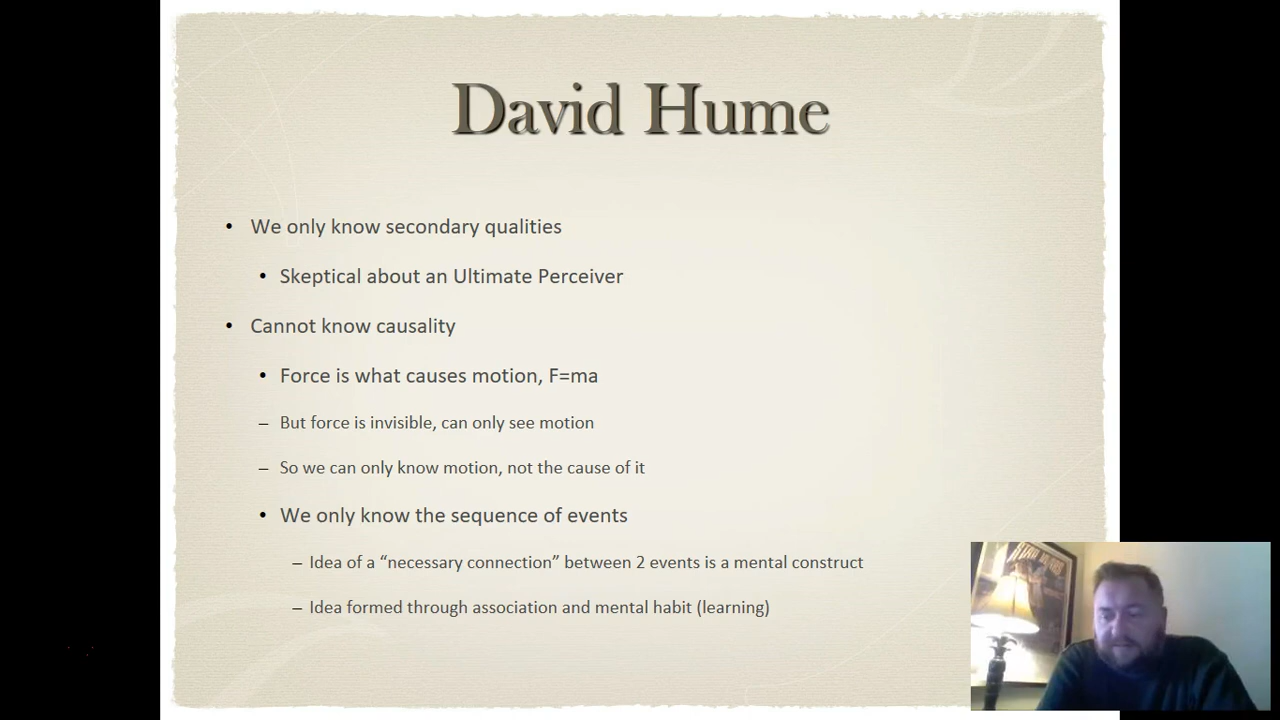 David Hume
• We only know secondary qualities
• Skeptical about an Ultimate Perceiver
• Cannot know causality
• Force is what causes motion, F=ma
– But force is invisible, can only see motion
– So we can only know motion, not the cause of it
• We only know the sequence of events
– Idea of a “necessary connection” between 2 events is a mental construct
– Idea formed through association and mental habit (learning)